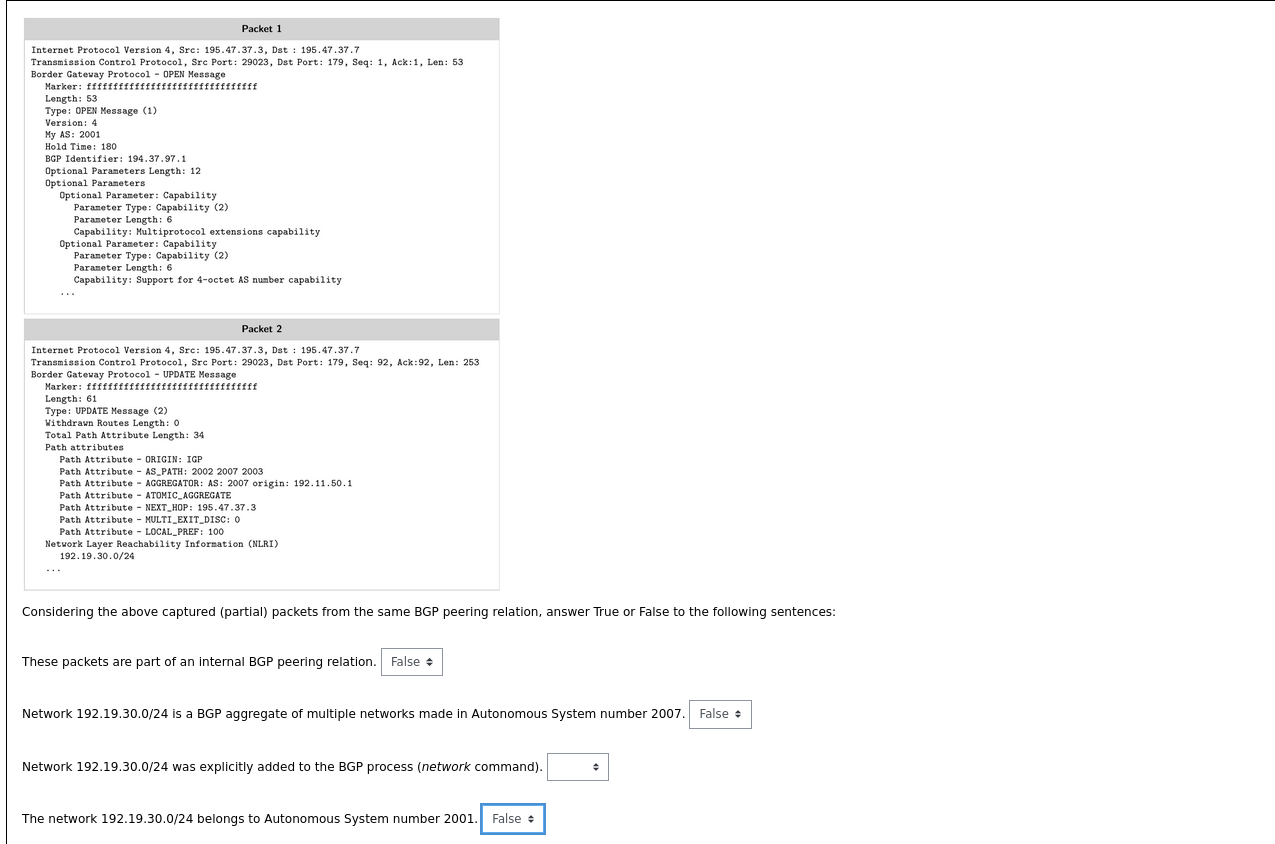 Packet 1
Internet Protocol Version 4, Src: 195.47.37.3, Dst : 195.47.37.7
Transmission Control Protocol, Src Port: 29023, Dst Port: 179, Seq: 1, Ack:1, Len: 53
Border Gateway Protocol - OPEN Message
Marker: ffffffffffffffffffffffffffffffff
Length: 53
Type: OPEN Message (1)
Version: 4
My AS: 2001
Hold Time: 180
BGP Identifier: 194.37.97.1
Optional Parameters Length: 12
Optional Parameters
Optional Parameter: Capability
Parameter Type: Capability (2)
Parameter Length: 6
Capability: Multiprotocol extensions capability
Optional Parameter: Capability
Parameter Type: Capability (2)
Parameter Length: 6
Capability: Support for 4-octet AS number capability
...
Packet 2
Internet Protocol Version 4, Src: 195.47.37.3, Dst : 195.47.37.7
Transmission Control Protocol, Src Port: 29023, Dst Port: 179, Seq: 92, Ack:92, Len: 253
Border Gateway Protocol - UPDATE Message
Marker: ffffffffffffffffffffffffffffffff
Length: 61
Type: UPDATE Message (2)
Withdrawn Routes Length: 0
Total Path Attribute Length: 34
Path attributes
Path Attribute - ORIGIN: IGP
Path Attribute - AS_PATH: 2002 2007 2003
Path Attribute - AGGREGATOR: AS: 2007 origin: 192.11.50.1
Path Attribute - ATOMIC_AGGREGATE
Path Attribute - NEXT_HOP: 195.47.37.3
Path Attribute - MULTI_EXIT_DISC: 0
Path Attribute - LOCAL_PREF: 100
Network Layer Reachability Information (NLRI)
192.19.30.0/24
...
Considering the above captured (partial) packets from the same BGP peering relation, answer True or False to the following sentences:
These packets are part of an internal BGP peering relation. False
Network 192.19.30.0/24 is a BGP aggregate of multiple networks made in Autonomous System number 2007. False
Network 192.19.30.0/24 was explicitly added to the BGP process (network command).
The network 192.19.30.0/24 belongs to Autonomous System number 2001. False